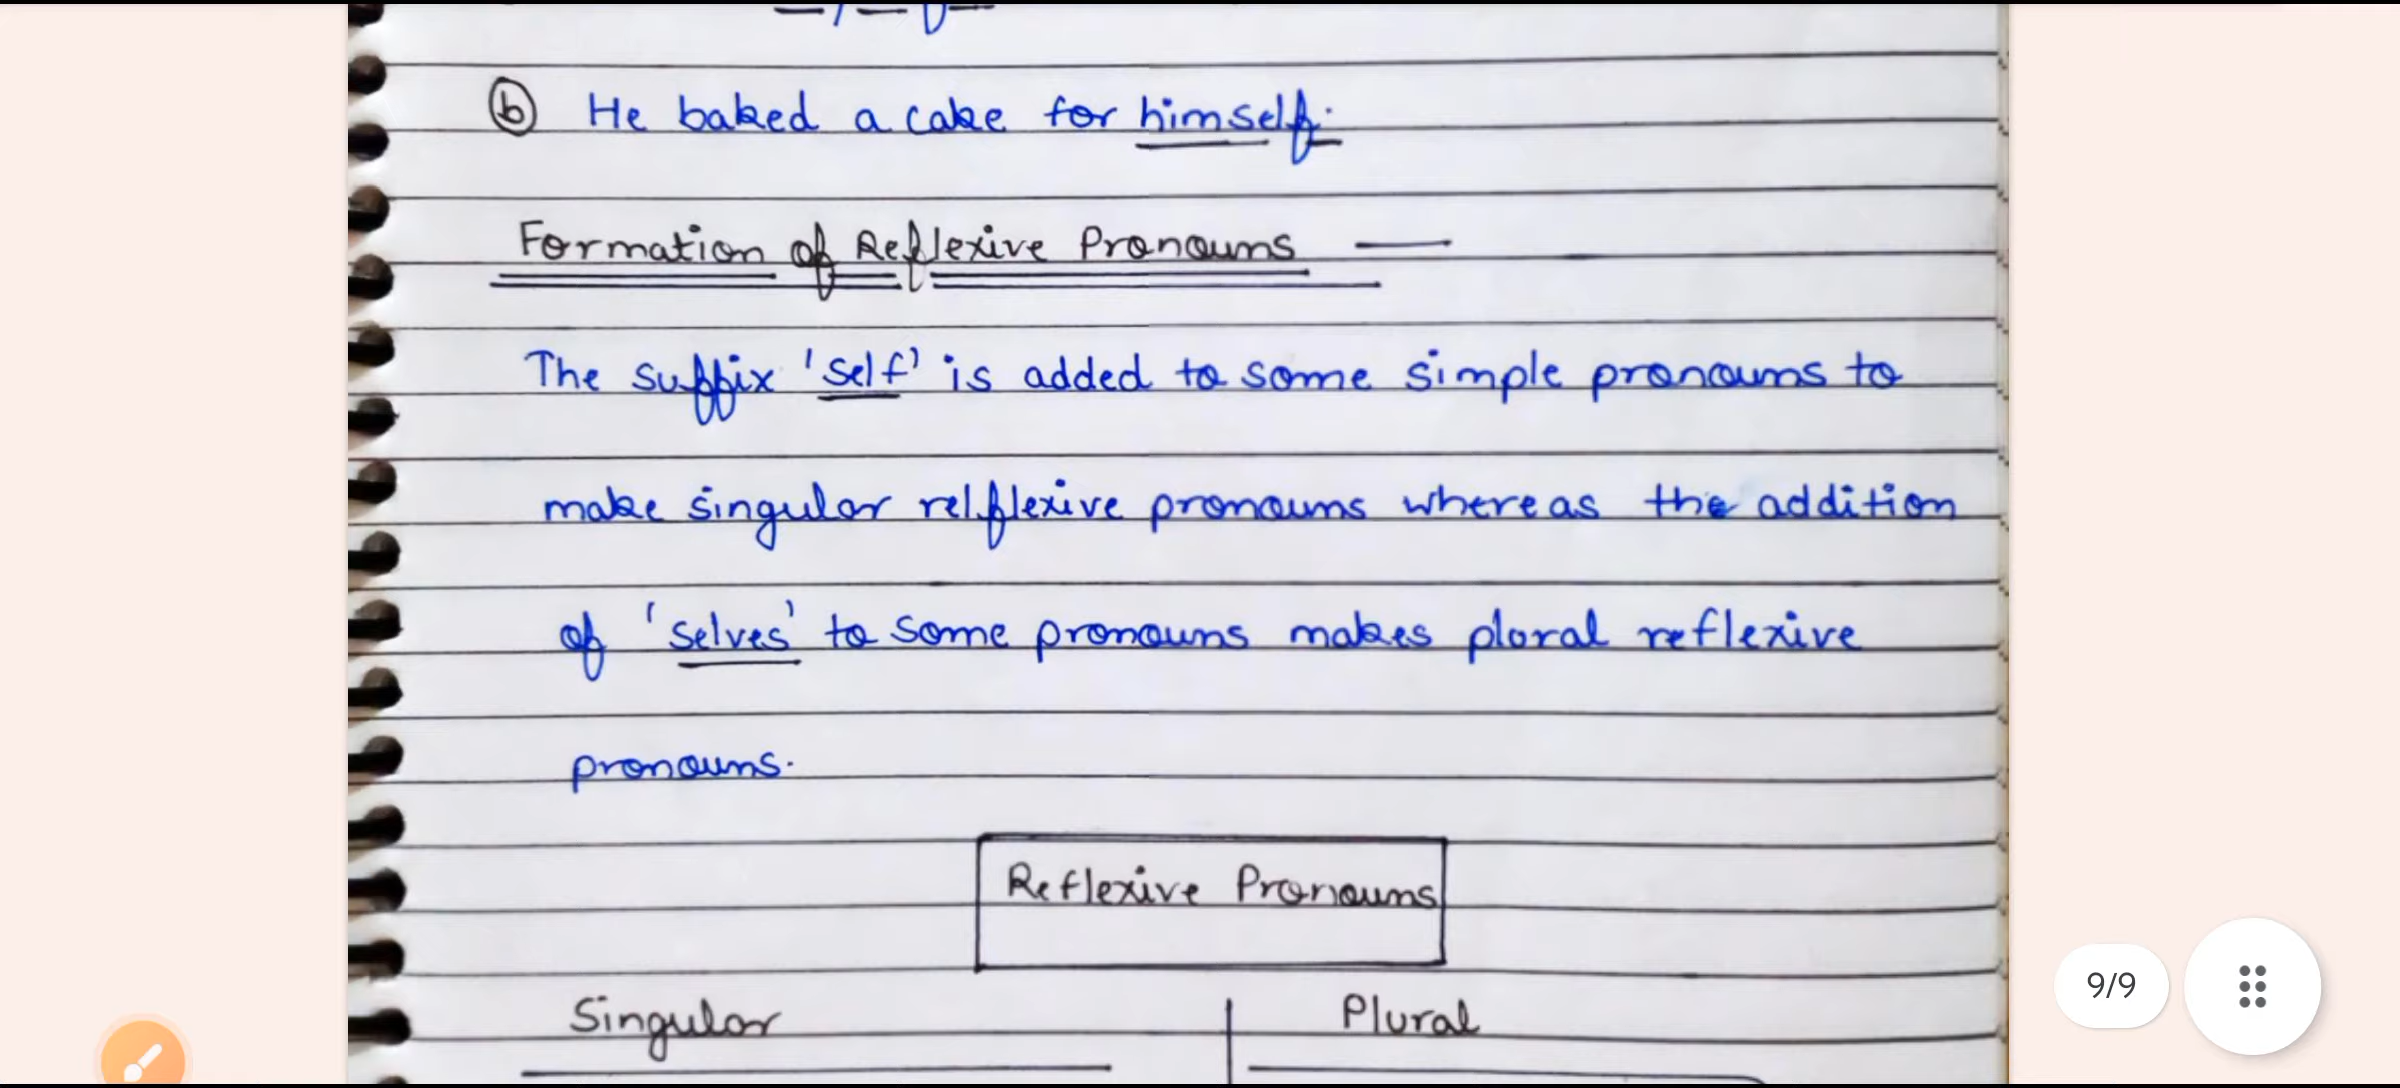 ⓑ He baked a cake for himself.
Formation of Reflexive Pronouns —
The suffix 'self' is added to some simple pronouns to
make singular relflexive pronouns whereas the addition
of 'selves' to some pronouns makes ploral reflexive
pronouns.
Reflexive Pronouns
Singular Plural
9/9